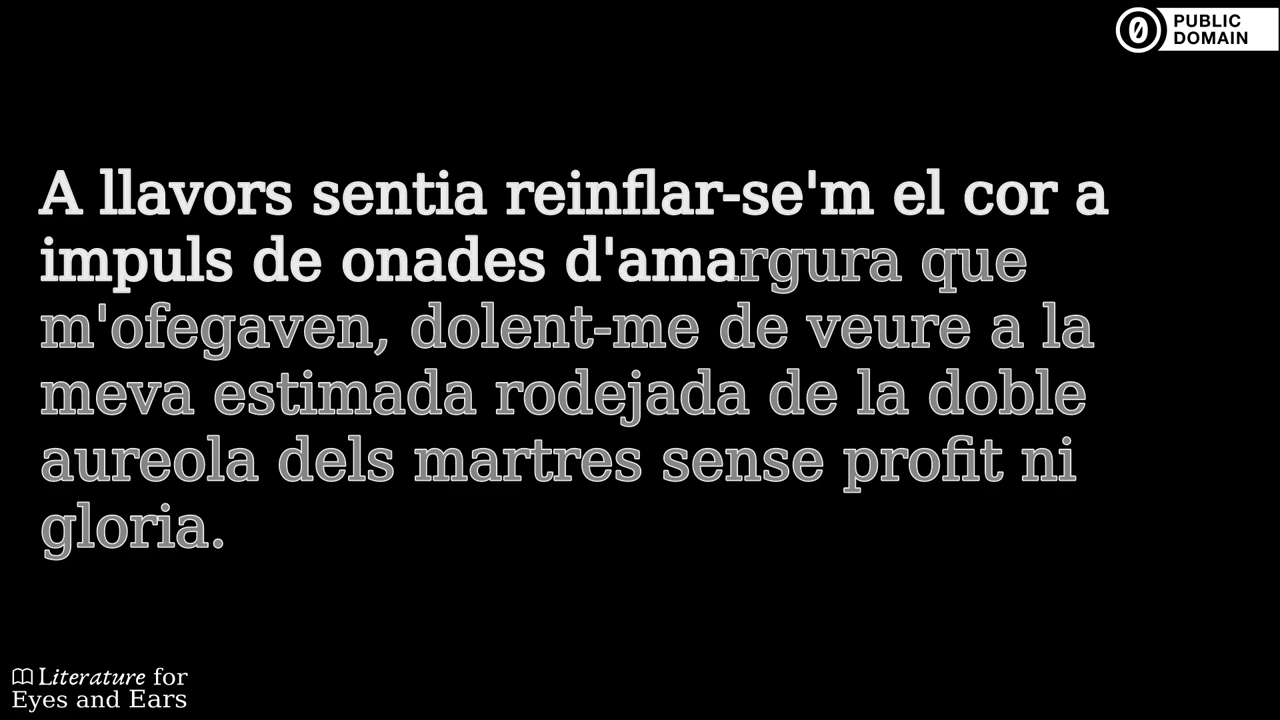 PUBLIC
DOMAIN
A llavors sentia reinflar-se'm el cor a
impuls de onades d'amargura que
m'ofegaven, dolent-me de veure a la
meva estimada rodejada de la doble
aureola dels martres sense profit ni
gloria.
Literature for
Eyes and Ears